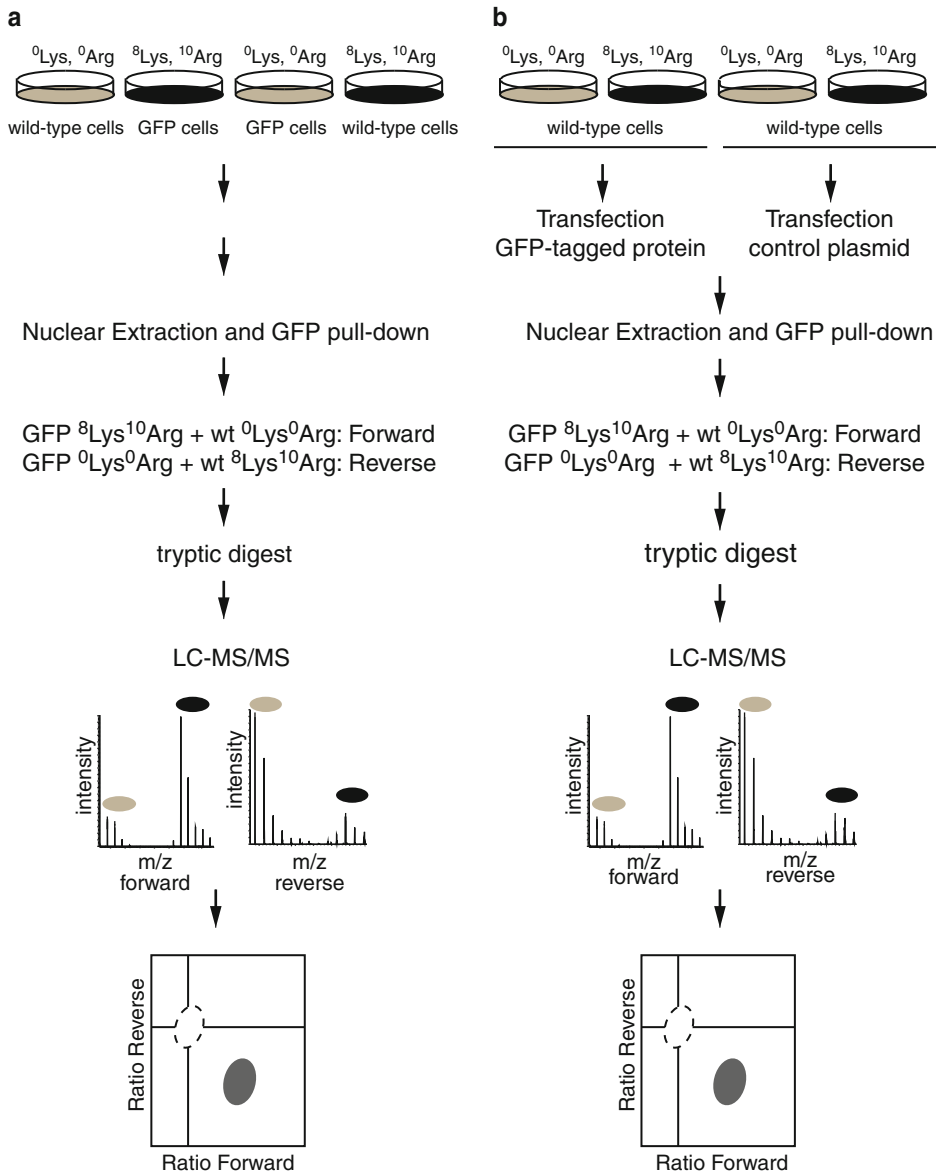 a
⁰Lys, ⁰Arg
⁸Lys, ¹⁰Arg
⁰Lys, ⁰Arg
⁸Lys, ¹⁰Arg
wild-type cells
GFP cells
GFP cells
wild-type cells
Nuclear Extraction and GFP pull-down
GFP ⁸Lys¹⁰Arg + wt ⁰Lys⁰Arg: Forward
GFP ⁰Lys⁰Arg + wt ⁸Lys¹⁰Arg: Reverse
tryptic digest
LC-MS/MS
intensity
m/z
forward
intensity
m/z
reverse
Ratio Reverse
Ratio Forward
b
⁰Lys, ⁰Arg
⁸Lys, ¹⁰Arg
⁰Lys, ⁰Arg
⁸Lys, ¹⁰Arg
wild-type cells
wild-type cells
Transfection
GFP-tagged protein
Transfection
control plasmid
Nuclear Extraction and GFP pull-down
GFP ⁸Lys¹⁰Arg + wt ⁰Lys⁰Arg: Forward
GFP ⁰Lys⁰Arg + wt ⁸Lys¹⁰Arg: Reverse
tryptic digest
LC-MS/MS
intensity
m/z
forward
intensity
m/z
reverse
Ratio Reverse
Ratio Forward